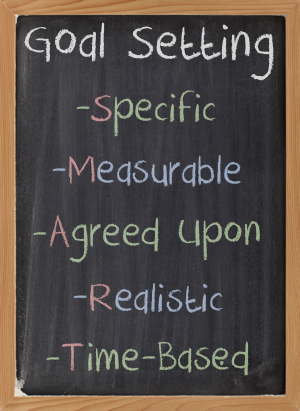 Goal Setting
-Specific
-Measurable
-Agreed upon
-Realistic
-Time-Based